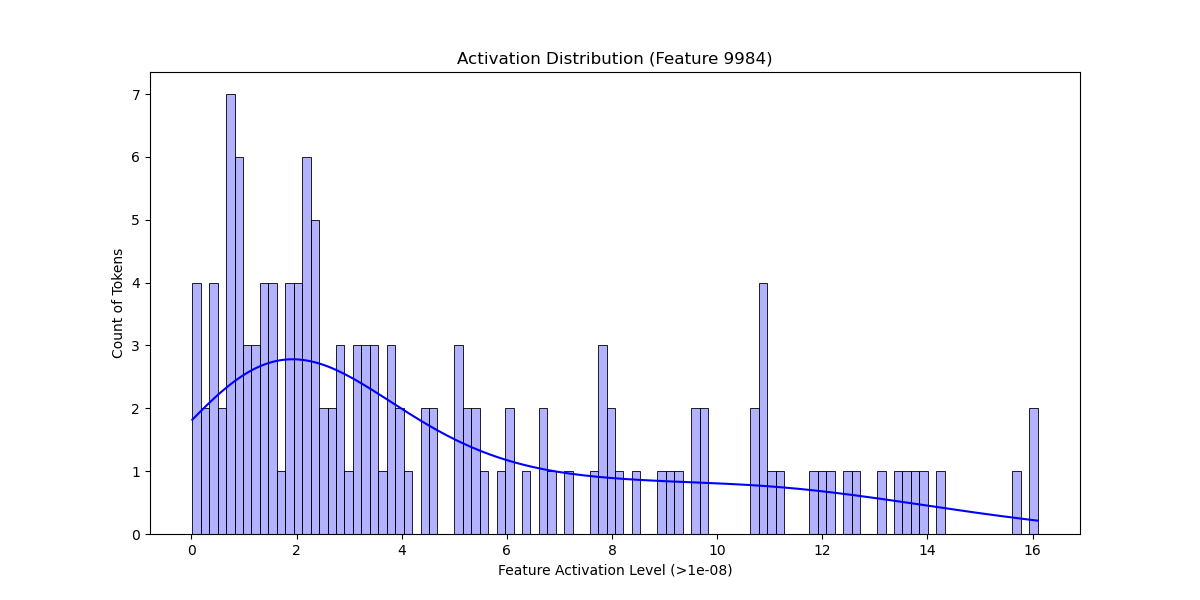 Activation Distribution (Feature 9984)
7
6
5
4
3
2
1
0
Count of Tokens
0 2 4 6 8 10 12 14 16
Feature Activation Level (>1e-08)